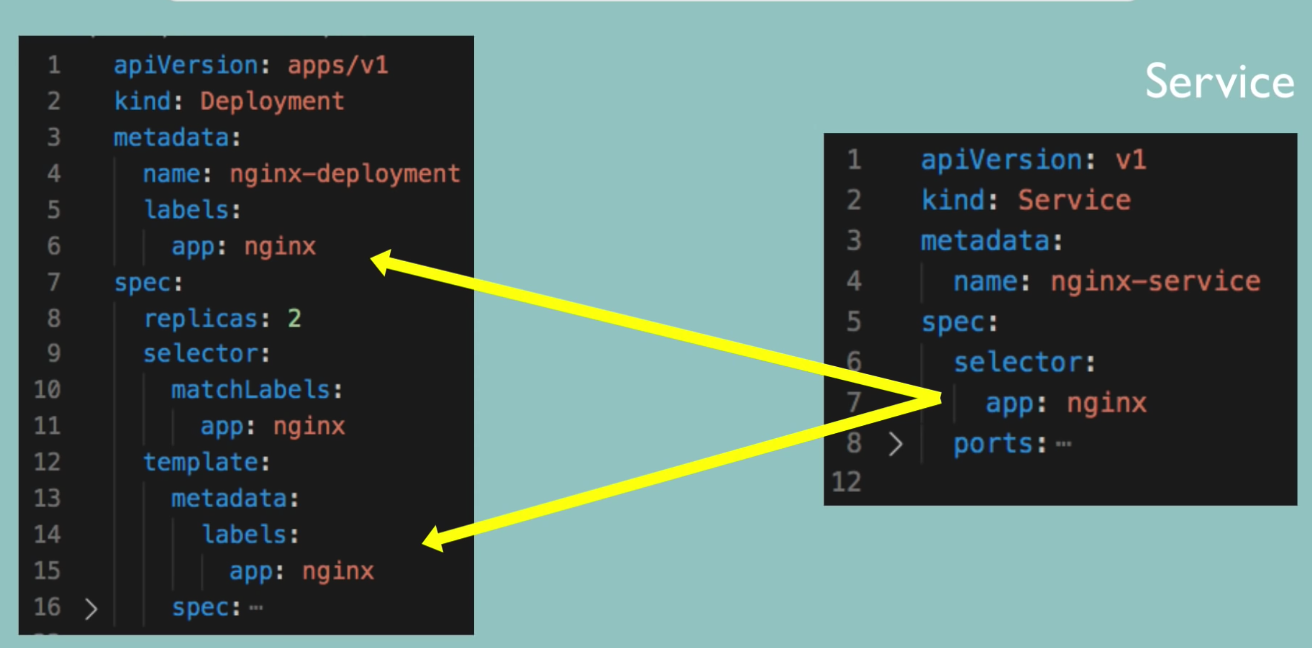 1 apiVersion: apps/v1
2 kind: Deployment
3 metadata:
4 name: nginx-deployment
5 labels:
6 app: nginx
7 spec:
8 replicas: 2
9 selector:
10 matchLabels:
11 app: nginx
12 template:
13 metadata:
14 labels:
15 app: nginx
16 > spec:⋯
Service
1 apiVersion: v1
2 kind: Service
3 metadata:
4 name: nginx-service
5 spec:
6 selector:
7 app: nginx
8 > ports:⋯
12